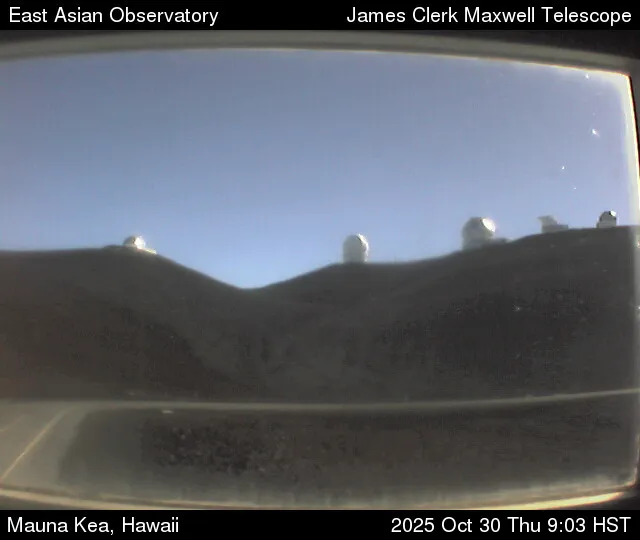 East Asian Observatory
James Clerk Maxwell Telescope
Mauna Kea, Hawaii
2025 Oct 30 Thu 9:03 HST